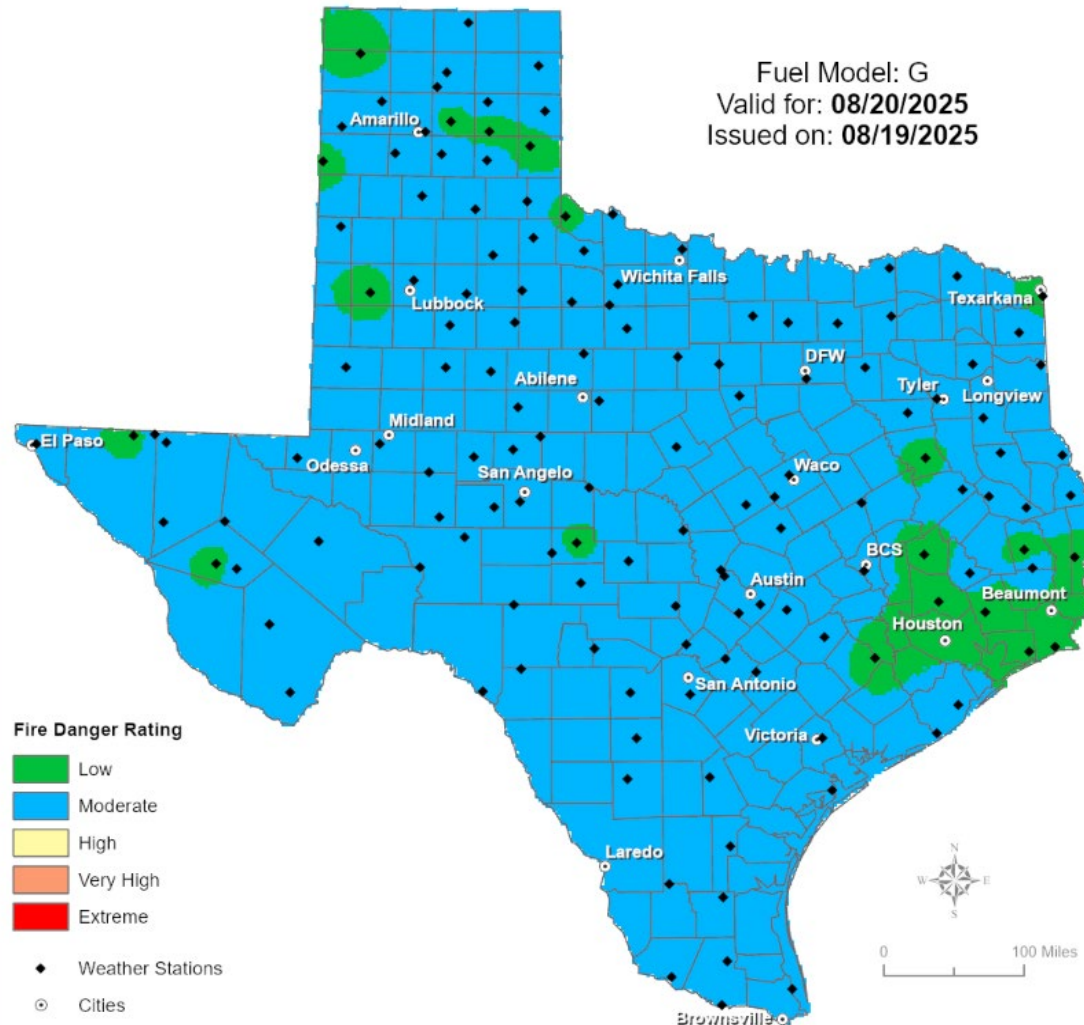 Fuel Model: G
Valid for: 08/20/2025
Issued on: 08/19/2025
Amarillo
Wichita Falls
Lubbock
Texarkana
DFW
Abilene
Tyler
Longview
Midland
El Paso
Odessa
San Angelo
Waco
BCS
Austin
Beaumont
Houston
San Antonio
Victoria
Laredo
Brownsville
Fire Danger Rating
Low
Moderate
High
Very High
Extreme
Weather Stations
Cities
N
W E
S
0 100 Miles